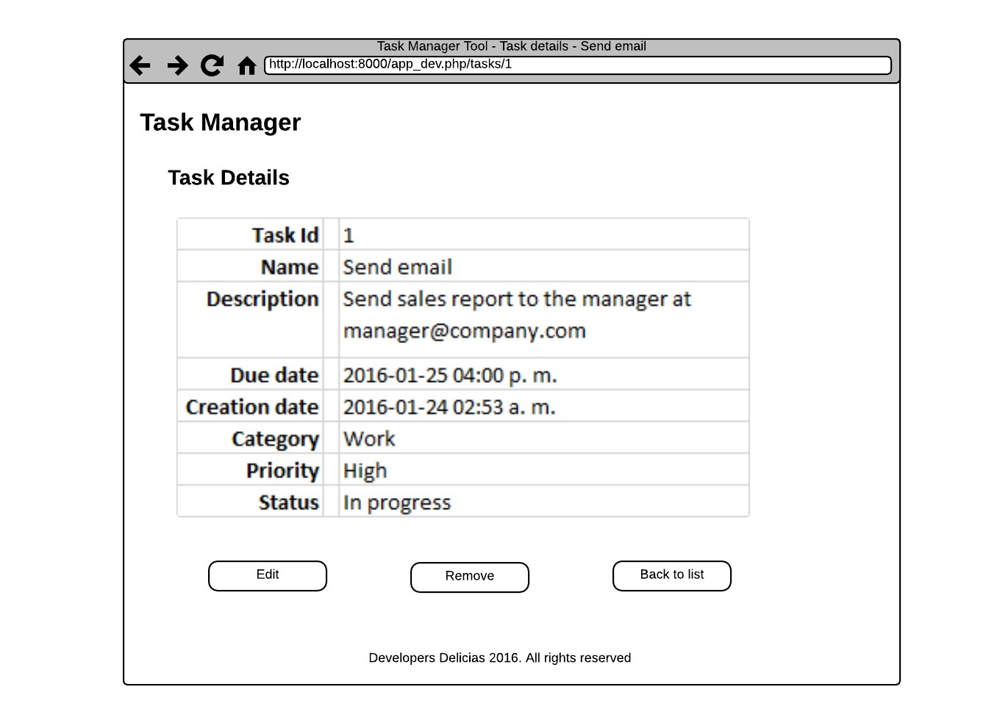 Task Manager Tool - Task details - Send email
http://localhost:8000/app_dev.php/tasks/1
Task Manager
Task Details
Task Id 1
Name Send email
Description Send sales report to the manager at
manager@company.com
Due date 2016-01-25 04:00 p. m.
Creation date 2016-01-24 02:53 a. m.
Category Work
Priority High
Status In progress
Edit Remove Back to list
Developers Delicias 2016. All rights reserved